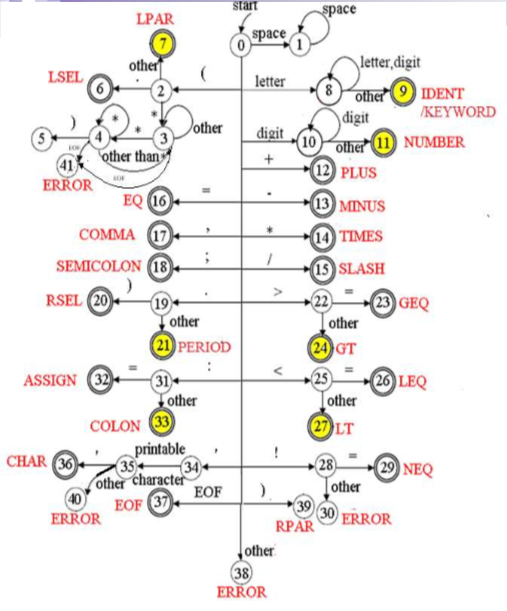 start
space
0 space 1
LPAR
7
other
LSEL 6 . 2 (
letter
letter,digit
8 other 9 IDENT
/KEYWORD
digit
digit 10 other 11 NUMBER
5 ) 4 * * 3 * other
other than*
EOF
41
EOF
ERROR
+ 12 PLUS
EQ 16 = - 13 MINUS
COMMA 17 , * 14 TIMES
SEMICOLON 18 ; / 15 SLASH
RSEL 20 ) 19 . > 22 = 23 GEQ
other other
21 PERIOD 24 GT
ASSIGN 32 = 31 : < 25 = 26 LEQ
other other
COLON 33 27 LT
CHAR 36 ' 35 printable
character 34 ' ! 28 = 29 NEQ
other other
40 ERROR
EOF 37 EOF ) 39 RPAR
30 ERROR
other
38
ERROR